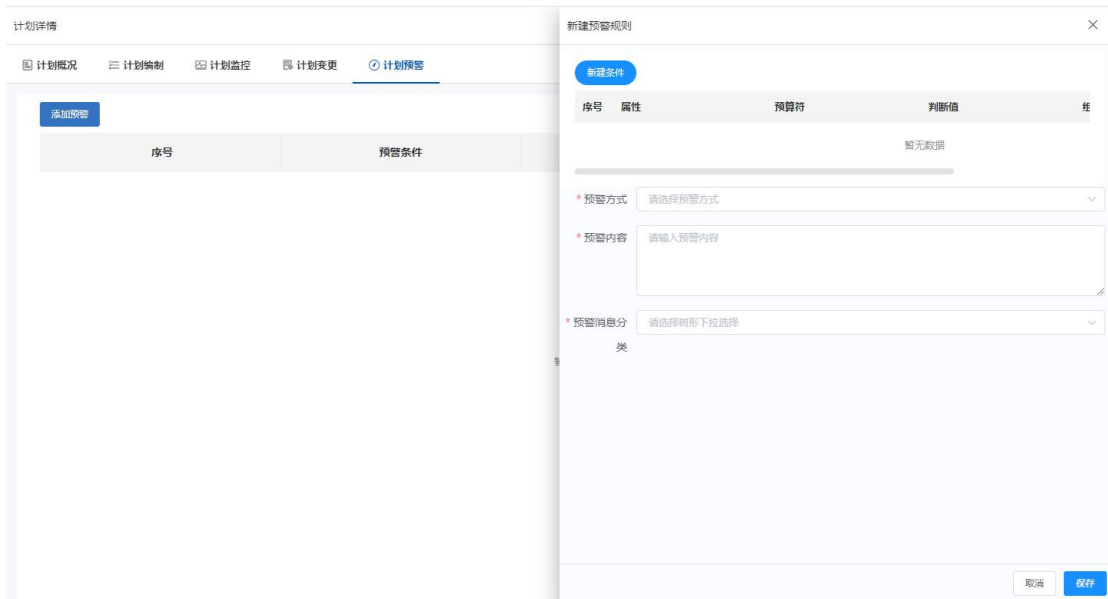 计划详情
计划概况 计划编制 计划监控 计划变更 计划预警
添加预警
序号 预警条件
新建预警规则
新建条件
序号 属性 预算符 判断值 组
暂无数据
* 预警方式 请选择预警方式
* 预警内容 请输入预警内容
* 预警消息分类 请选择树形下拉选择
取消 保存